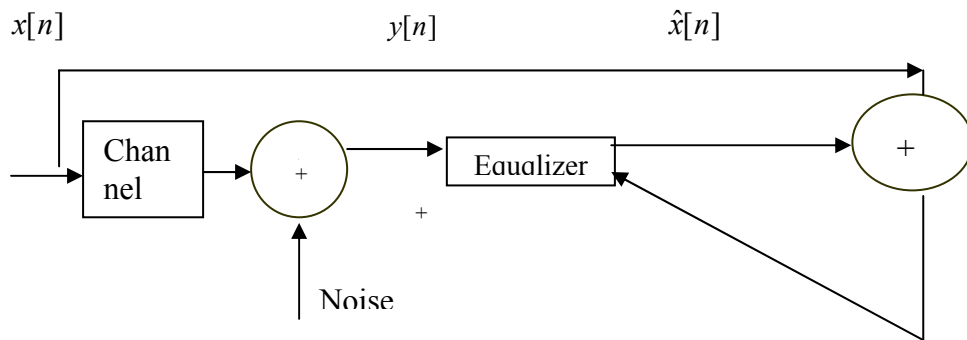 x[n]
y[n]
x̂[n]
Chan
nel
+
Equalizer
+
+
Noise